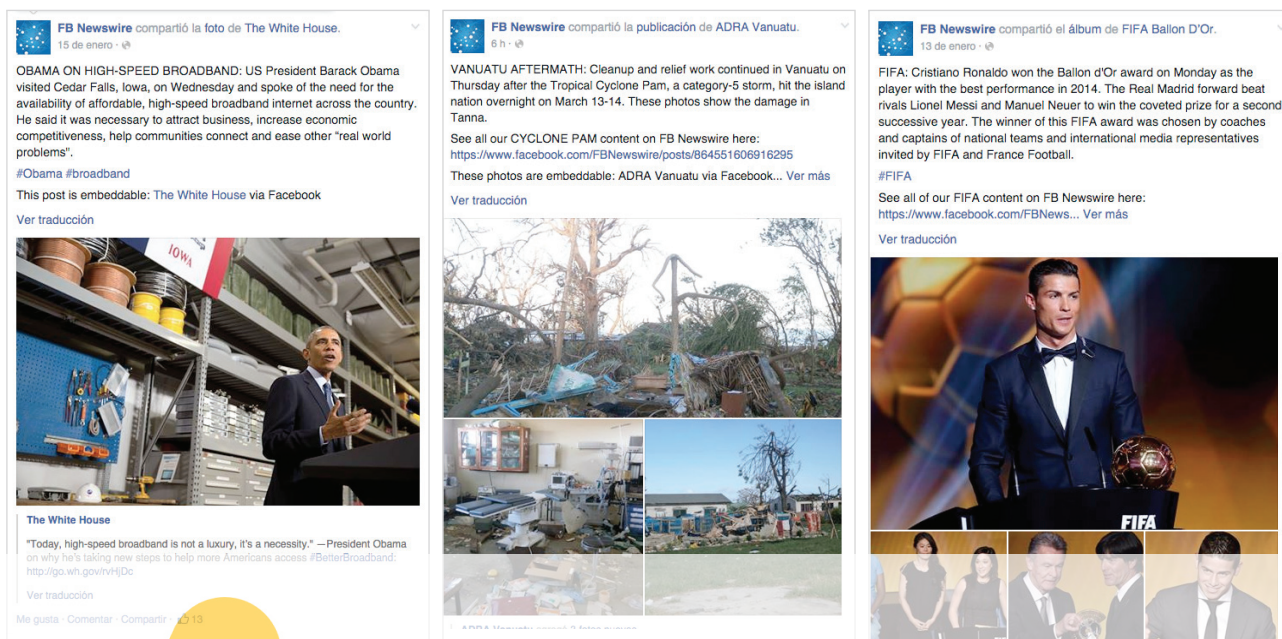 FB Newswire compartió la foto de The White House.
15 de enero ·
OBAMA ON HIGH-SPEED BROADBAND: US President Barack Obama
visited Cedar Falls, Iowa, on Wednesday and spoke of the need for the
availability of affordable, high-speed broadband internet across the country.
He said it was necessary to attract business, increase economic
competitiveness, help communities connect and ease other "real world
problems".
#Obama #broadband
This post is embeddable: The White House via Facebook
Ver traducción
IOWA
The White House
"Today, high-speed broadband is not a luxury, it's a necessity." —President Obama
on why he's taking new steps to help more Americans access #BetterBroadband:
http://go.wh.gov/rvHjDc
Ver traducción
Me gusta · Comentar · Compartir · 13
FB Newswire compartió la publicación de ADRA Vanuatu.
6 h ·
VANUATU AFTERMATH: Cleanup and relief work continued in Vanuatu on
Thursday after the Tropical Cyclone Pam, a category-5 storm, hit the island
nation overnight on March 13-14. These photos show the damage in
Tanna.
See all our CYCLONE PAM content on FB Newswire here:
https://www.facebook.com/FBNewswire/posts/864551606916295
These photos are embeddable: ADRA Vanuatu via Facebook... Ver más
Ver traducción
FB Newswire compartió el álbum de FIFA Ballon D'Or.
13 de enero ·
FIFA: Cristiano Ronaldo won the Ballon d'Or award on Monday as the
player with the best performance in 2014. The Real Madrid forward beat
rivals Lionel Messi and Manuel Neuer to win the coveted prize for a second
successive year. The winner of this FIFA award was chosen by coaches
and captains of national teams and international media representatives
invited by FIFA and France Football.
#FIFA
See all of our FIFA content on FB Newswire here:
https://www.facebook.com/FBNews... Ver más
Ver traducción
FIFA